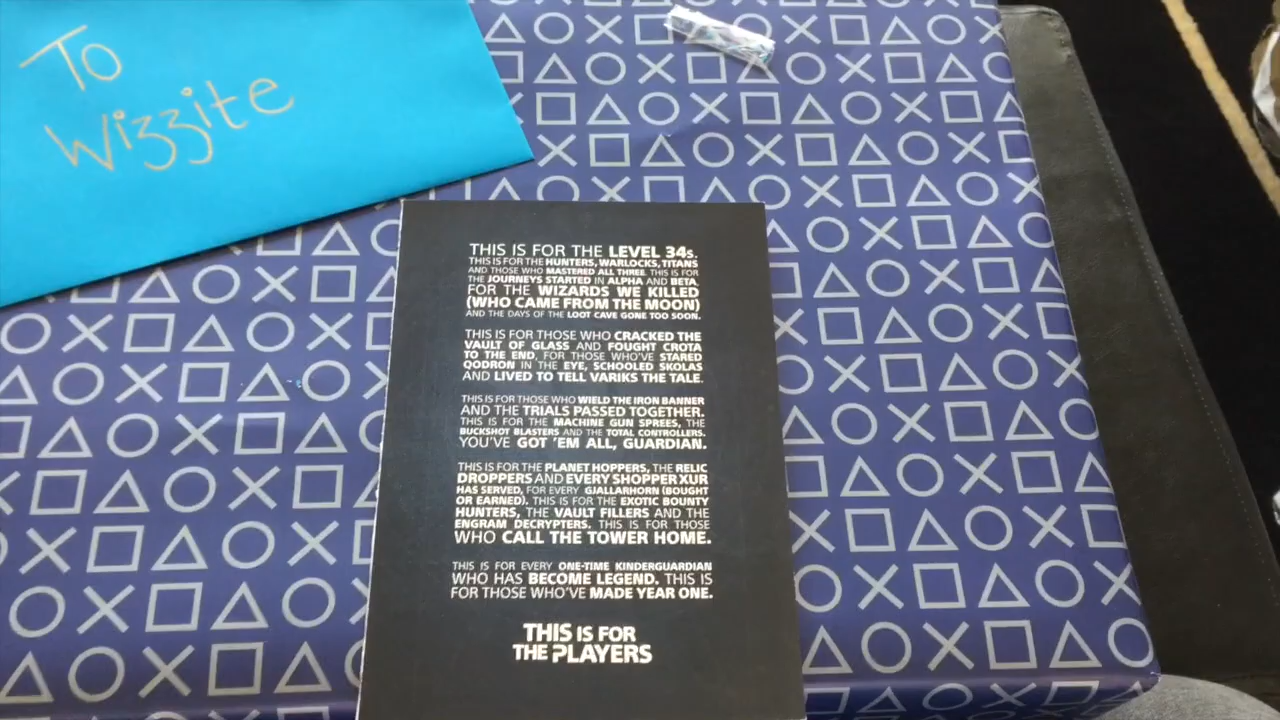 To
Wizzite
THIS IS FOR THE LEVEL 34s.
THIS IS FOR THE HUNTERS, WARLOCKS, TITANS
AND THOSE WHO MASTERED ALL THREE. THIS IS FOR
THE JOURNEYS STARTED IN ALPHA AND BETA.
FOR THE WIZARDS WE KILLED
(WHO CAME FROM THE MOON)
AND THE DAYS OF THE LOOT CAVE GONE TOO SOON.
THIS IS FOR THOSE WHO CRACKED THE
VAULT OF GLASS AND FOUGHT CROTA
TO THE END, FOR THOSE WHO'VE STARED
QODRON IN THE EYE, SCHOOLED SKOLAS
AND LIVED TO TELL VARIKS THE TALE.
THIS IS FOR THOSE WHO WIELD THE IRON BANNER
AND THE TRIALS PASSED TOGETHER.
THIS IS FOR THE MACHINE GUN SPREES, THE
BUCKSHOT BLASTERS AND THE TOTAL CONTROLLERS.
YOU'VE GOT 'EM ALL, GUARDIAN.
THIS IS FOR THE PLANET HOPPERS, THE RELIC
DROPPERS AND EVERY SHOPPER XUR
HAS SERVED, FOR EVERY GJALLARHORN (BOUGHT
OR EARNED). THIS IS FOR THE EXOTIC BOUNTY
HUNTERS, THE VAULT FILLERS AND THE
ENGRAM DECRYPTERS. THIS IS FOR THOSE
WHO CALL THE TOWER HOME.
THIS IS FOR EVERY ONE-TIME KINDERGUARDIAN
WHO HAS BECOME LEGEND. THIS IS
FOR THOSE WHO'VE MADE YEAR ONE.
THIS IS FOR
THE PLAYERS